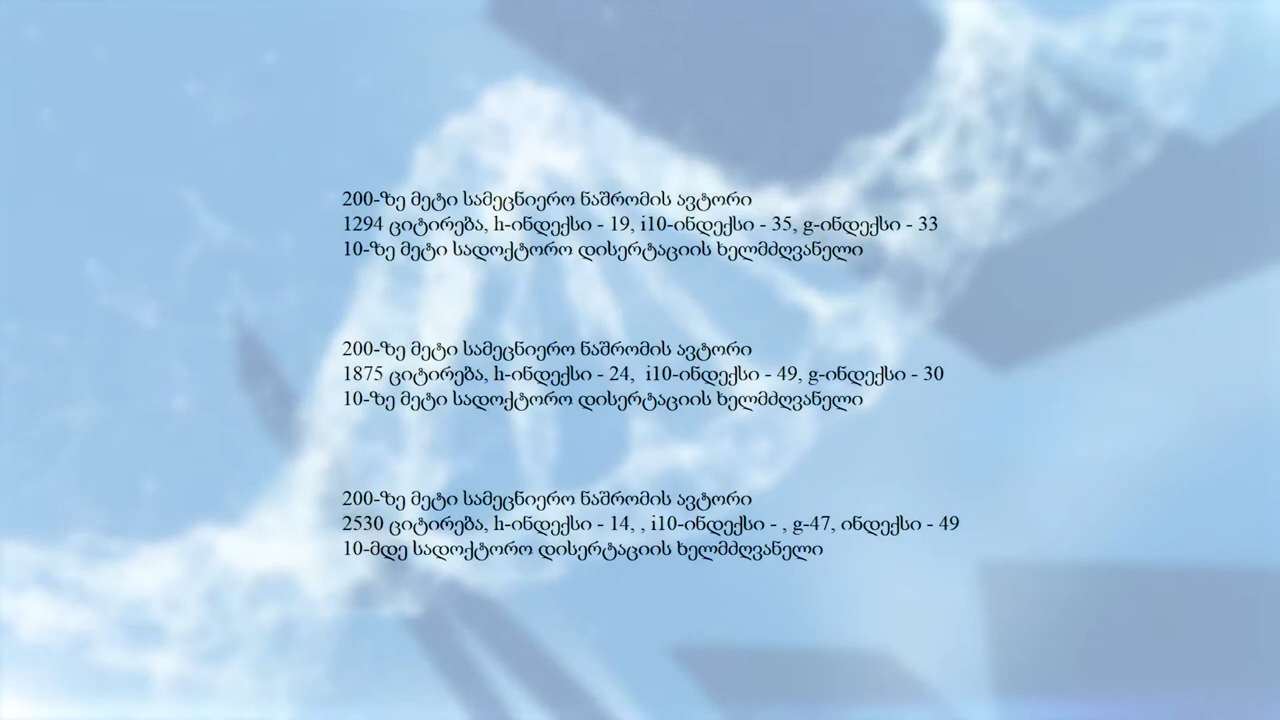 200-ზე მეტი სამეცნიერო ნაშრომის ავტორი
1294 ციტირება, h-ინდექსი - 19, i10-ინდექსი - 35, g-ინდექსი - 33
10-ზე მეტი სადოქტორო დისერტაციის ხელმძღვანელი
200-ზე მეტი სამეცნიერო ნაშრომის ავტორი
1875 ციტირება, h-ინდექსი - 24,  i10-ინდექსი - 49, g-ინდექსი - 30
10-ზე მეტი სადოქტორო დისერტაციის ხელმძღვანელი
200-ზე მეტი სამეცნიერო ნაშრომის ავტორი
2530 ციტირება, h-ინდექსი - 14, , i10-ინდექსი - , g-47, ინდექსი - 49
10-მდე სადოქტორო დისერტაციის ხელმძღვანელი